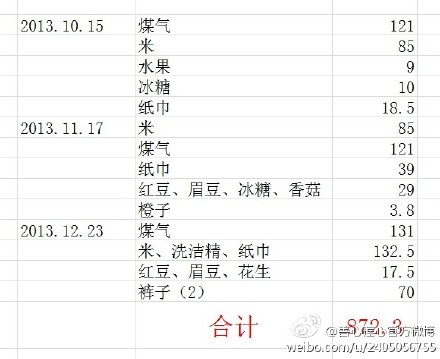 2013.10.15 煤气 121
米 85
水果 9
冰糖 10
纸巾 18.5
2013.11.17 米 85
煤气 121
纸巾 39
红豆、眉豆、冰糖、香菇 29
橙子 3.8
2013.12.23 煤气 131
米、洗洁精、纸巾 132.5
红豆、眉豆、花生 17.5
裤子（2） 70
合计 872.3
官方微博
weibo.com/u/2405056755